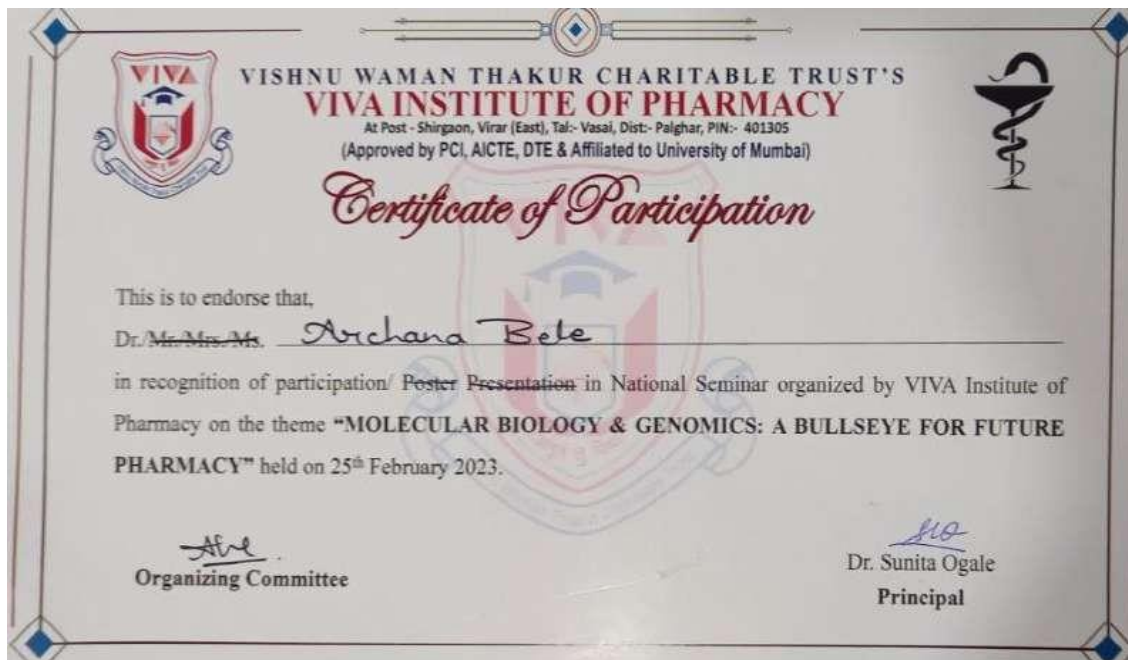 VIVA
VISHNU WAMAN THAKUR CHARITABLE TRUST'S
VIVA INSTITUTE OF PHARMACY
At Post - Shirgaon, Virar (East), Tal:- Vasai, Dist:- Palghar, PIN:- 401305
(Approved by PCI, AICTE, DTE & Affiliated to University of Mumbai)
Certificate of Participation
VIVA
This is to endorse that,
Dr./Mr./Mrs./Ms. Archana Bele
in recognition of participation/ Poster Presentation in National Seminar organized by VIVA Institute of
Pharmacy on the theme "MOLECULAR BIOLOGY & GENOMICS: A BULLSEYE FOR FUTURE
PHARMACY" held on 25th February 2023.
Organizing Committee
Dr. Sunita Ogale
Principal